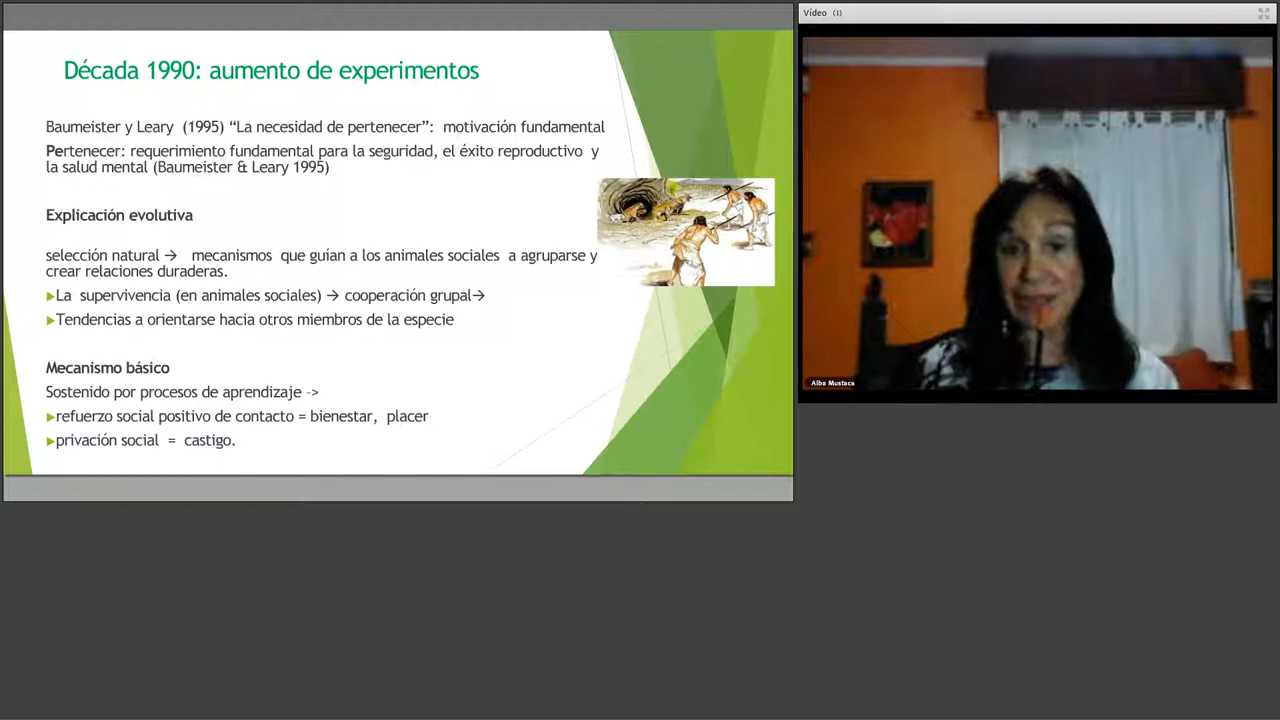 Década 1990: aumento de experimentos
Baumeister y Leary (1995) “La necesidad de pertenecer”: motivación fundamental
Pertenecer: requerimiento fundamental para la seguridad, el éxito reproductivo y
la salud mental (Baumeister & Leary 1995)
Explicación evolutiva
selección natural → mecanismos que guían a los animales sociales a agruparse y
crear relaciones duraderas.
▶La supervivencia (en animales sociales) → cooperación grupal→
▶Tendencias a orientarse hacia otros miembros de la especie
Mecanismo básico
Sostenido por procesos de aprendizaje ->
▶refuerzo social positivo de contacto = bienestar, placer
▶privación social = castigo.
Vídeo (1)
Alba Mustaca